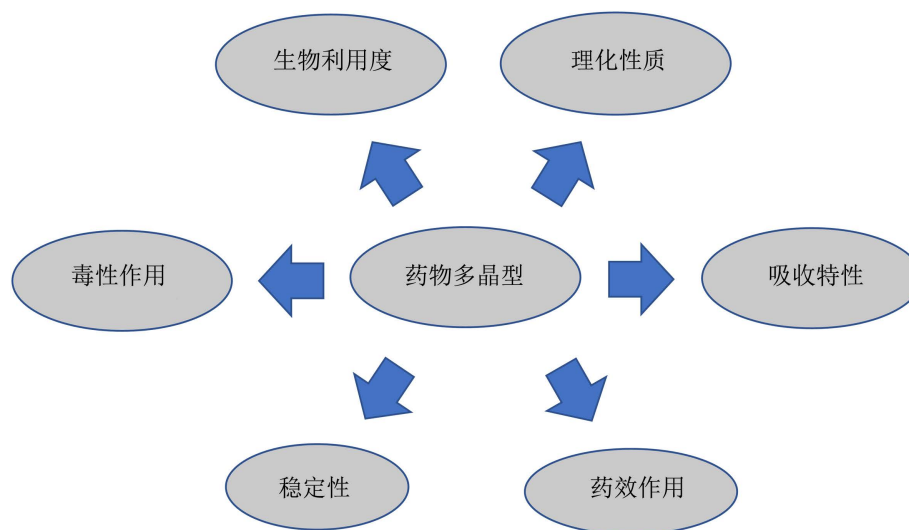 生物利用度
理化性质
毒性作用
药物多晶型
吸收特性
稳定性
药效作用